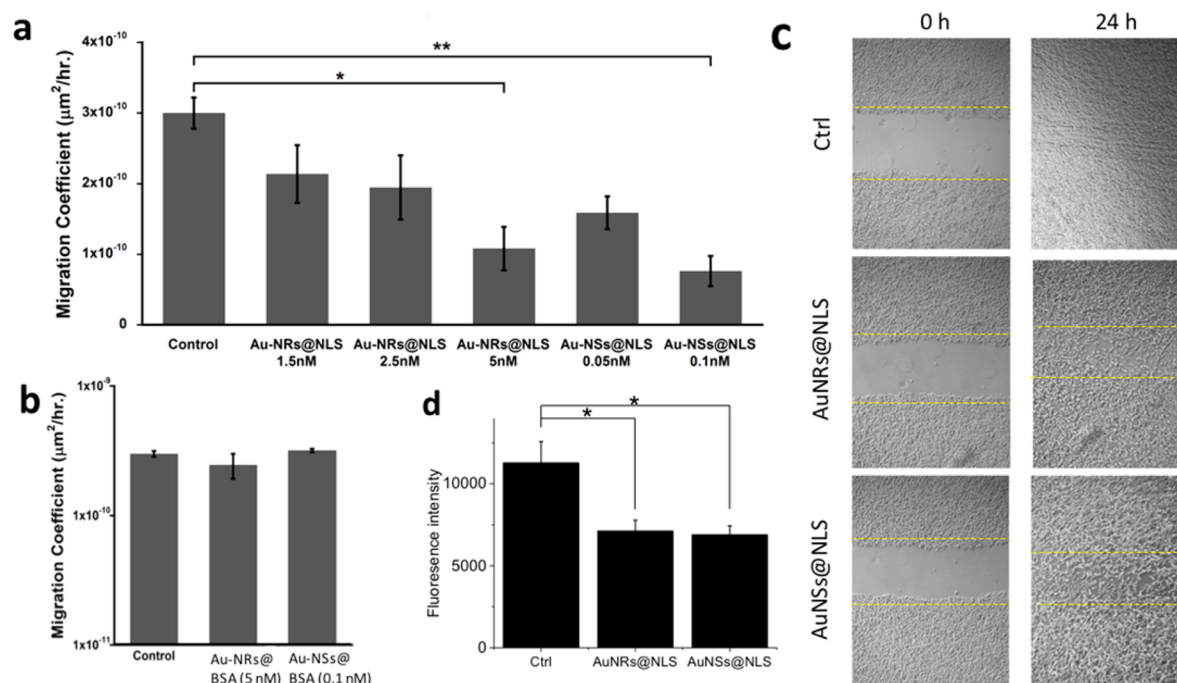 a
Migration Coefficient (μm²/hr.)
4x10⁻¹⁰
3x10⁻¹⁰
2x10⁻¹⁰
1x10⁻¹⁰
0
**
*
Control
Au-NRs@NLS
1.5nM
Au-NRs@NLS
2.5nM
Au-NRs@NLS
5nM
Au-NSs@NLS
0.05nM
Au-NSs@NLS
0.1nM
b
Migration Coefficient (μm²/hr.)
1x10⁻⁹
1x10⁻¹⁰
1x10⁻¹¹
Control
Au-NRs@
BSA (5 nM)
Au-NSs@
BSA (0.1 nM)
d
Fluoresence intensity
10000
5000
0
*
*
Ctrl
AuNRs@NLS
AuNSs@NLS
c
0 h
24 h
Ctrl
AuNRs@NLS
AuNSs@NLS